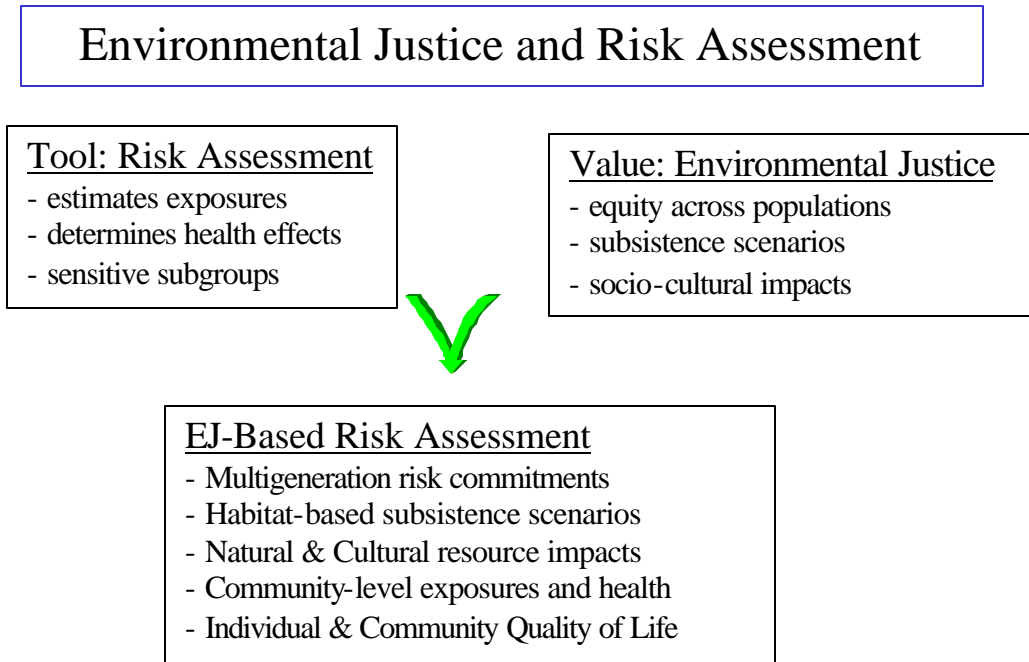 Environmental Justice and Risk Assessment
Tool: Risk Assessment
- estimates exposures
- determines health effects
- sensitive subgroups
Value: Environmental Justice
- equity across populations
- subsistence scenarios
- socio-cultural impacts
EJ-Based Risk Assessment
- Multigeneration risk commitments
- Habitat-based subsistence scenarios
- Natural & Cultural resource impacts
- Community-level exposures and health
- Individual & Community Quality of Life